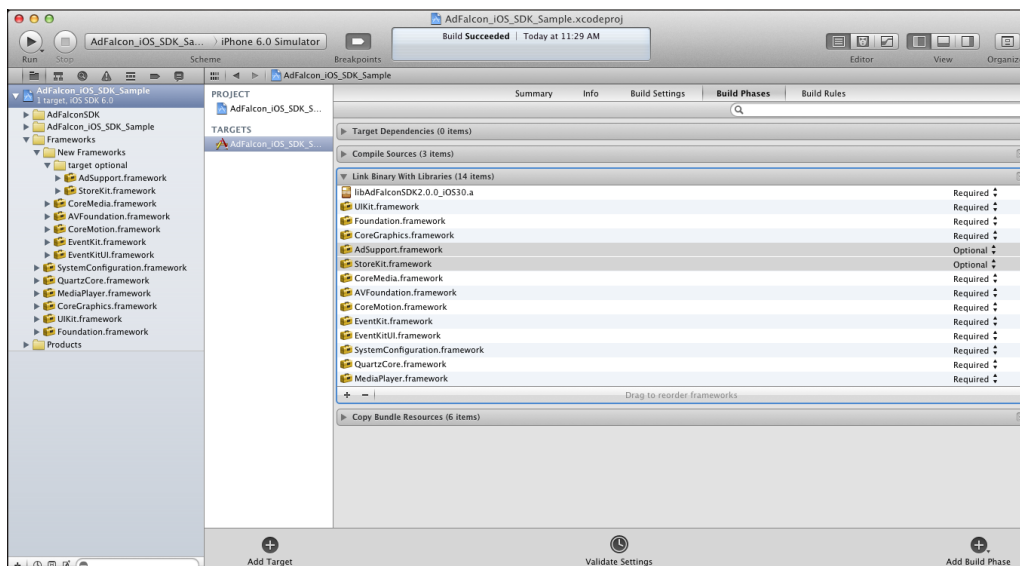 AdFalcon_iOS_SDK_Sample.xcodeproj
AdFalcon_iOS_SDK_Sa... iPhone 6.0 Simulator
Build Succeeded | Today at 11:29 AM
Run Stop Scheme Breakpoints Editor View Organiz
AdFalcon_iOS_SDK_Sample
1 target, iOS SDK 6.0
AdFalconSDK
AdFalcon_iOS_SDK_Sample
Frameworks
New Frameworks
target optional
AdSupport.framework
StoreKit.framework
CoreMedia.framework
AVFoundation.framework
CoreMotion.framework
EventKit.framework
EventKitUI.framework
SystemConfiguration.framework
QuartzCore.framework
MediaPlayer.framework
CoreGraphics.framework
UIKit.framework
Foundation.framework
Products
AdFalcon_iOS_SDK_Sample
PROJECT
AdFalcon_iOS_SDK_S...
TARGETS
AdFalcon_iOS_SDK_S...
Summary Info Build Settings Build Phases Build Rules
Target Dependencies (0 items)
Compile Sources (3 items)
Link Binary With Libraries (14 items)
libAdFalconSDK2.0.0_iOS30.a Required
UIKit.framework Required
Foundation.framework Required
CoreGraphics.framework Required
AdSupport.framework Optional
StoreKit.framework Optional
CoreMedia.framework Required
AVFoundation.framework Required
CoreMotion.framework Required
EventKit.framework Required
EventKitUI.framework Required
SystemConfiguration.framework Required
QuartzCore.framework Required
MediaPlayer.framework Required
+ − Drag to reorder frameworks
Copy Bundle Resources (6 items)
Add Target Validate Settings Add Build Phase